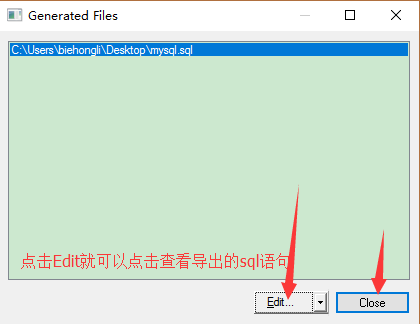 Generated Files
C:\Users\biehongli\Desktop\mysql.sql
点击Edit就可以点击查看导出的sql语句
Edit...
Close